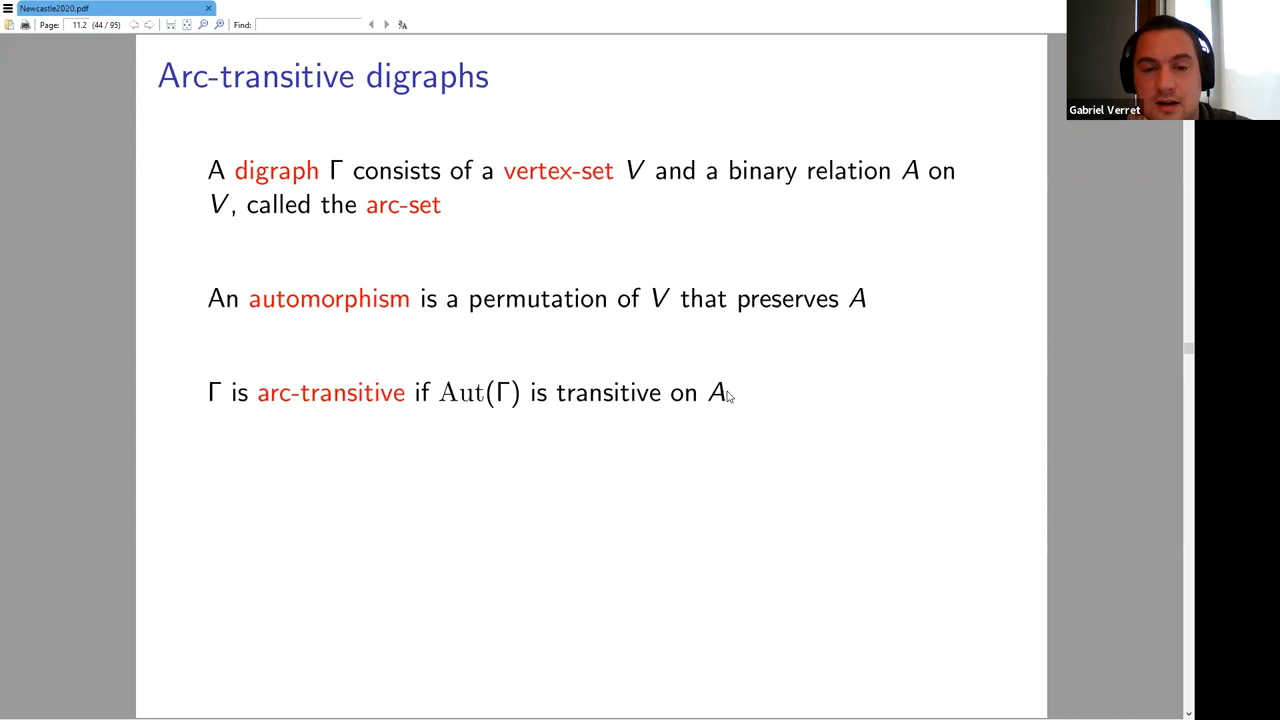 Newcastle2020.pdf
Page: 11.2 (44 / 95) Find:
Arc-transitive digraphs
Gabriel Verret
A digraph Γ consists of a vertex-set V and a binary relation A on
V, called the arc-set
An automorphism is a permutation of V that preserves A
Γ is arc-transitive if Aut(Γ) is transitive on A